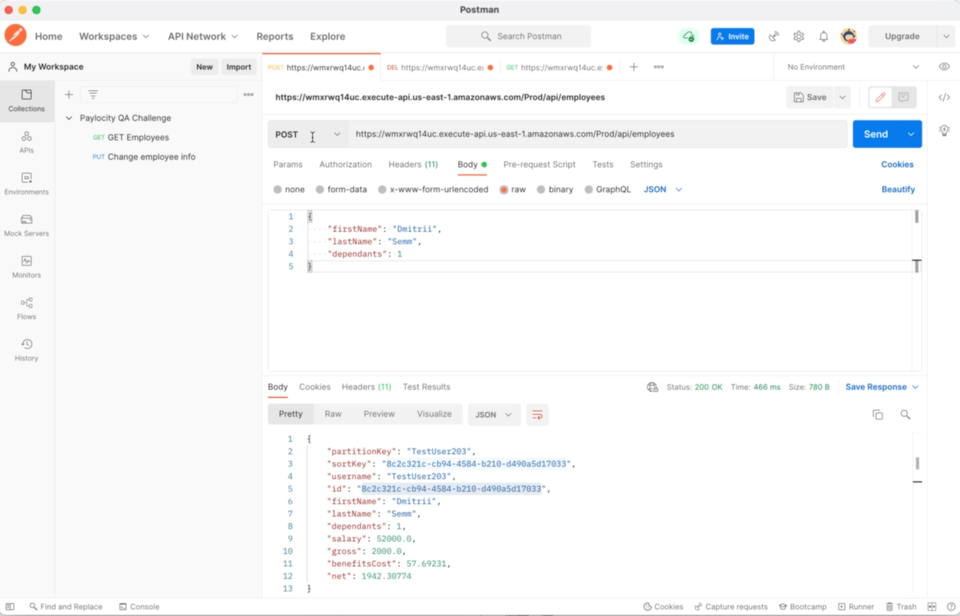 Postman
Home Workspaces API Network Reports Explore Search Postman Invite Upgrade
My Workspace New Import POST https://wmxrwq14uc. DEL https://wmxrwq14uc.e GET https://wmxrwq14uc.e No Environment
Collections
APIs
Environments
Mock Servers
Monitors
Flows
History
Paylocity QA Challenge
GET GET Employees
PUT Change employee info
https://wmxrwq14uc.execute-api.us-east-1.amazonaws.com/Prod/api/employees Save
POST https://wmxrwq14uc.execute-api.us-east-1.amazonaws.com/Prod/api/employees Send
Params Authorization Headers (11) Body Pre-request Script Tests Settings Cookies
none form-data x-www-form-urlencoded raw binary GraphQL JSON Beautify
1 {
2 "firstName": "Dmitrii",
3 "lastName": "Semm",
4 "dependants": 1
5 }
Body Cookies Headers (11) Test Results Status: 200 OK Time: 466 ms Size: 780 B Save Response
Pretty Raw Preview Visualize JSON
1 {
2 "partitionKey": "TestUser203",
3 "sortKey": "8c2c321c-cb94-4584-b210-d490a5d17033",
4 "username": "TestUser203",
5 "id": "8c2c321c-cb94-4584-b210-d490a5d17033",
6 "firstName": "Dmitrii",
7 "lastName": "Semm",
8 "dependants": 1,
9 "salary": 52000.0,
10 "gross": 2000.0,
11 "benefitsCost": 57.69231,
12 "net": 1942.30774
13 }
Find and Replace Console Cookies Capture requests Bootcamp Runner Trash